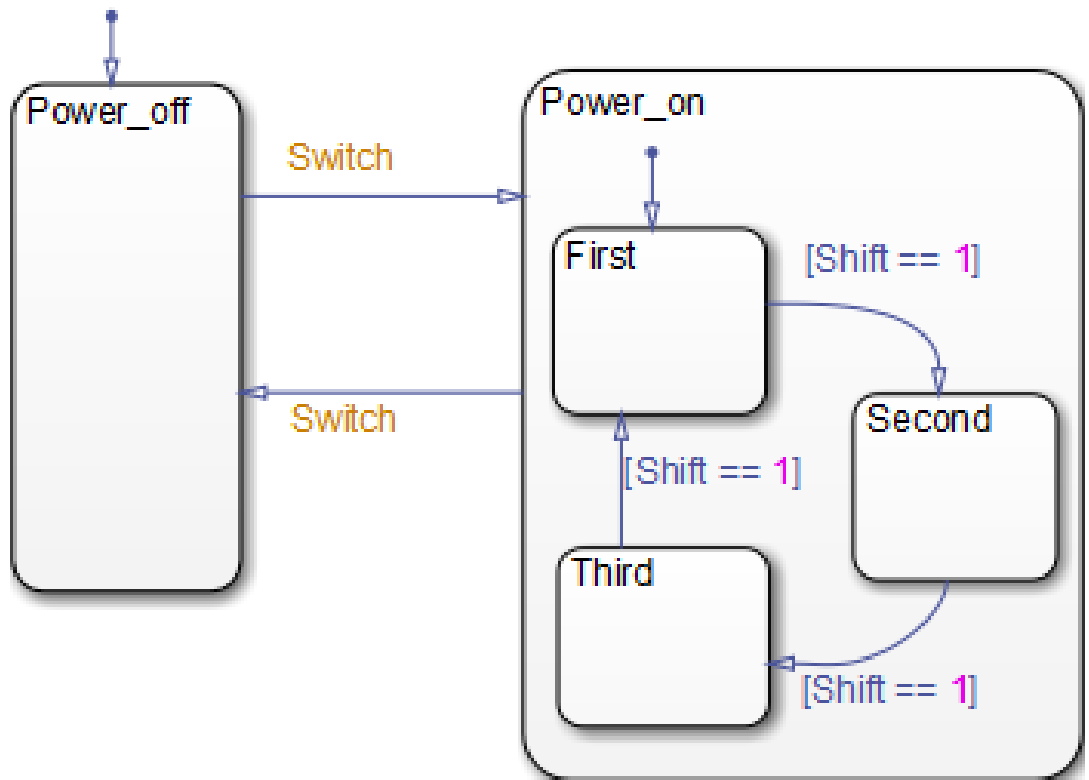 Power_off
Switch
Switch
Power_on
First
[Shift == 1]
Second
[Shift == 1]
Third
[Shift == 1]